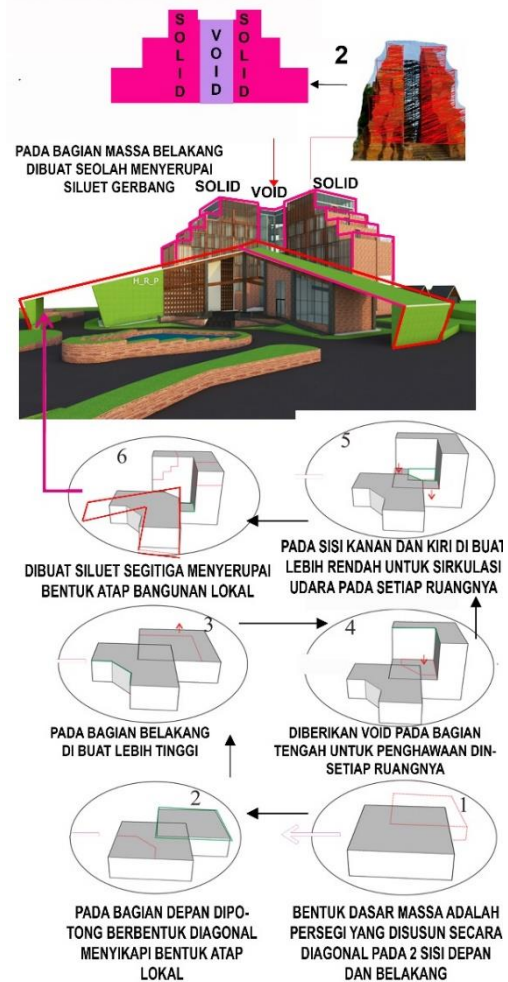 SOLID
VOID
SOLID
2
PADA BAGIAN MASSA BELAKANG
DIBUAT SEOLAH MENYERUPAI
SILUET GERBANG
SOLID VOID SOLID
H_R_P
6
5
DIBUAT SILUET SEGITIGA MENYERUPAI
BENTUK ATAP BANGUNAN LOKAL
PADA SISI KANAN DAN KIRI DI BUAT
LEBIH RENDAH UNTUK SIRKULASI
UDARA PADA SETIAP RUANGNYA
3
4
PADA BAGIAN BELAKANG
DI BUAT LEBIH TINGGI
DIBERIKAN VOID PADA BAGIAN
TENGAH UNTUK PENGHAWAAN DIN-
SETIAP RUANGNYA
2
1
PADA BAGIAN DEPAN DIPO-
TONG BERBENTUK DIAGONAL
MENYIKAPI BENTUK ATAP
LOKAL
BENTUK DASAR MASSA ADALAH
PERSEGI YANG DISUSUN SECARA
DIAGONAL PADA 2 SISI DEPAN
DAN BELAKANG